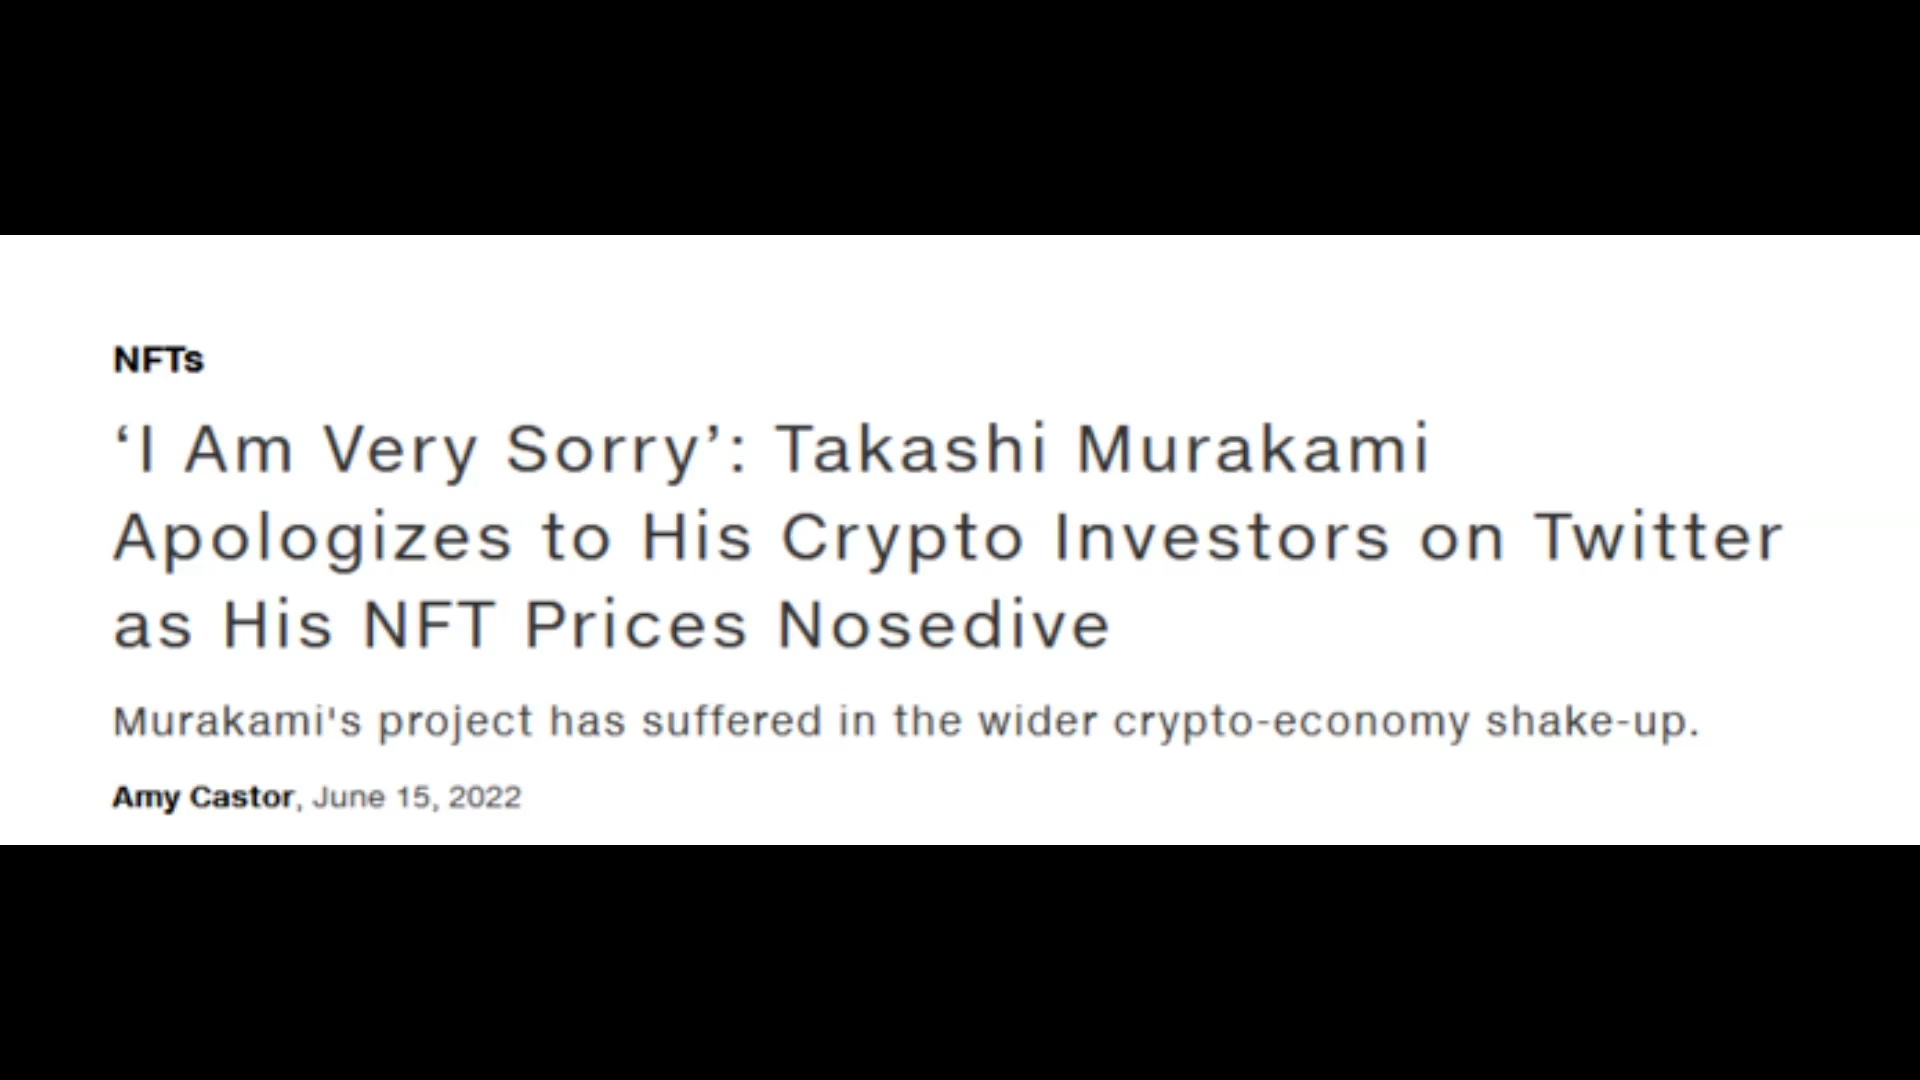 NFTs
‘I Am Very Sorry’: Takashi Murakami
Apologizes to His Crypto Investors on Twitter
as His NFT Prices Nosedive
Murakami's project has suffered in the wider crypto-economy shake-up.
Amy Castor, June 15, 2022